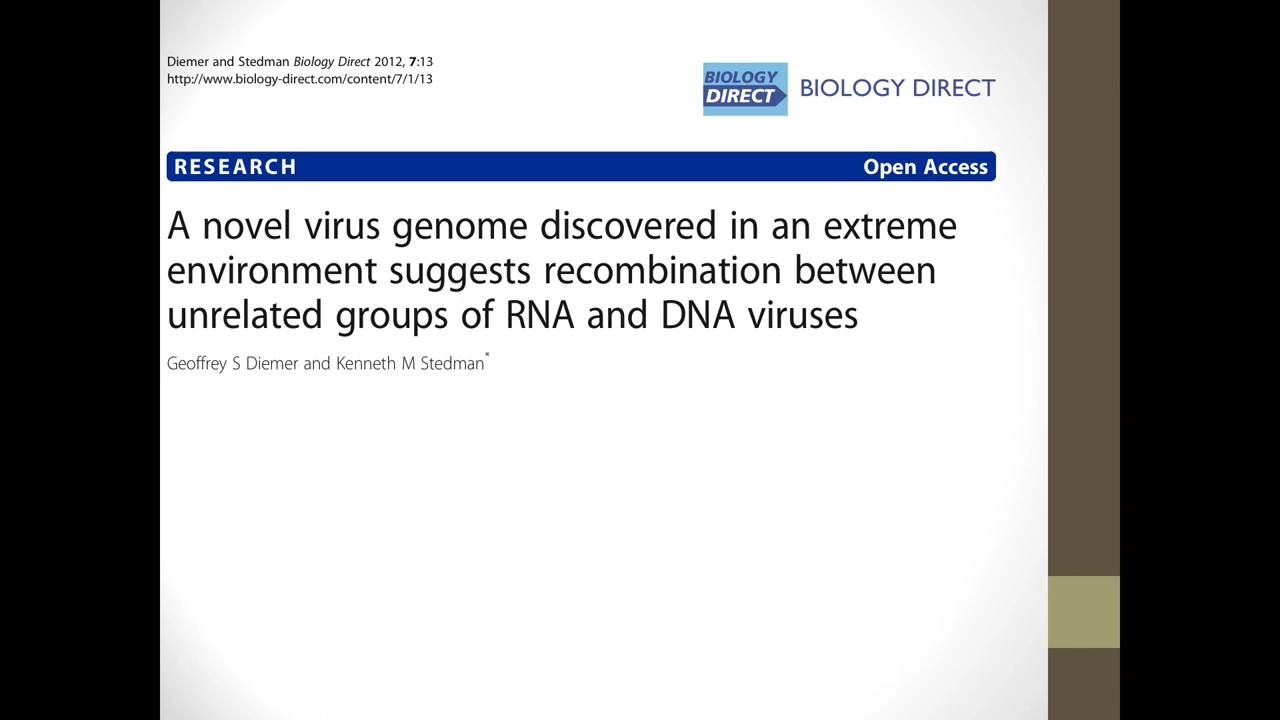 Diemer and Stedman Biology Direct 2012, 7:13
http://www.biology-direct.com/content/7/1/13
BIOLOGY
DIRECT
BIOLOGY DIRECT
RESEARCH Open Access
A novel virus genome discovered in an extreme
environment suggests recombination between
unrelated groups of RNA and DNA viruses
Geoffrey S Diemer and Kenneth M Stedman*